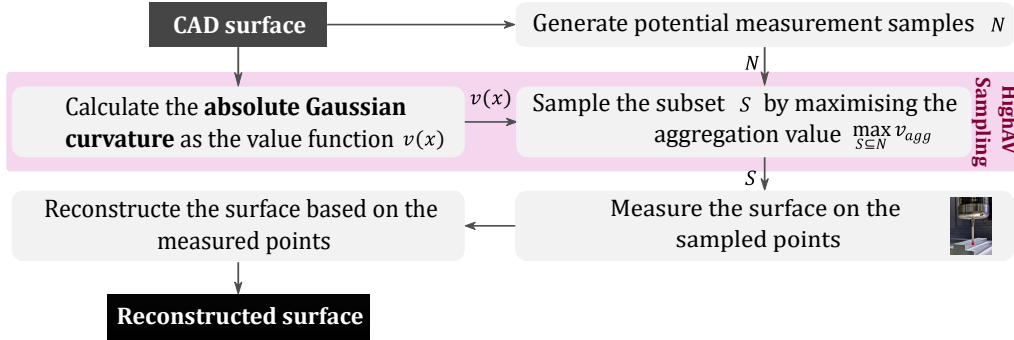 CAD surface
Generate potential measurement samples N
N
Calculate the absolute Gaussian
curvature as the value function v(x)
v(x)
Sample the subset S by maximising the
aggregation value max v_agg
S⊆N
HighAV
Sampling
S
Reconstructe the surface based on the
measured points
Measure the surface on the
sampled points
Reconstructed surface